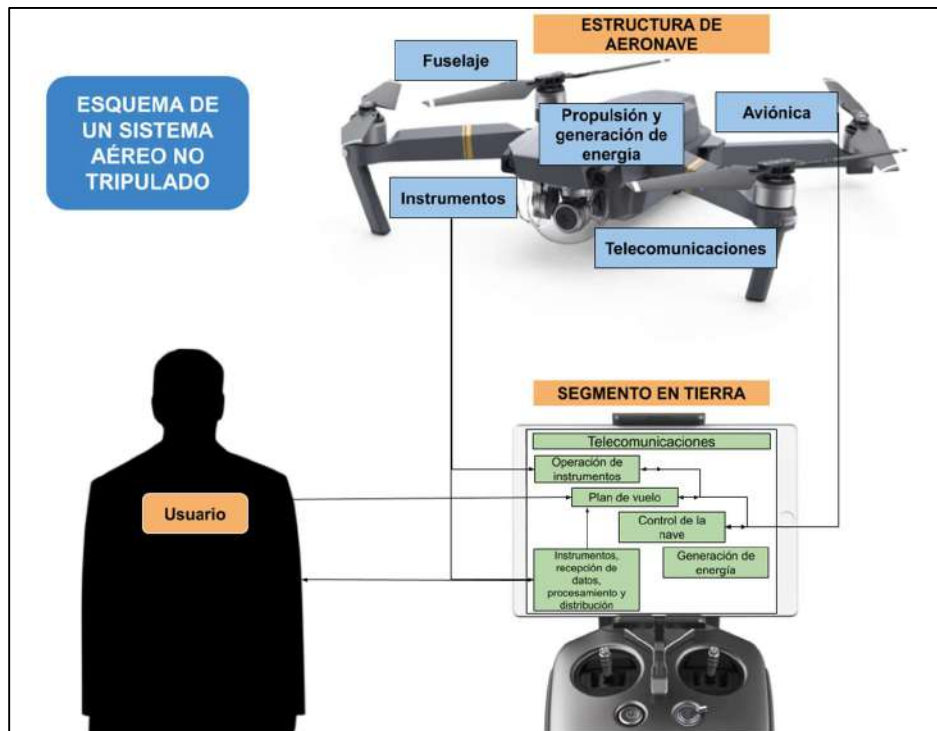 ESTRUCTURA DE
AERONAVE
ESQUEMA DE
UN SISTEMA
AÉREO NO
TRIPULADO
Fuselaje
Propulsión y
generación de
energía
Aviónica
Instrumentos
Telecomunicaciones
SEGMENTO EN TIERRA
Telecomunicaciones
Operación de
instrumentos
Plan de vuelo
Control de la
nave
Generación de
energía
Instrumentos,
recepción de
datos,
procesamiento y
distribución
Usuario